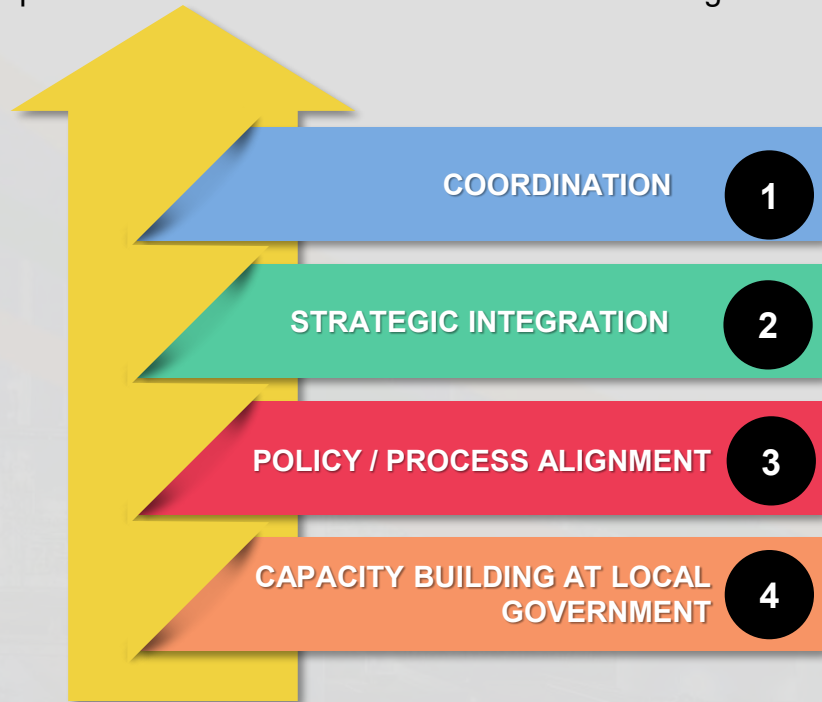 COORDINATION
1
STRATEGIC INTEGRATION
2
POLICY / PROCESS ALIGNMENT
3
CAPACITY BUILDING AT LOCAL
GOVERNMENT
4